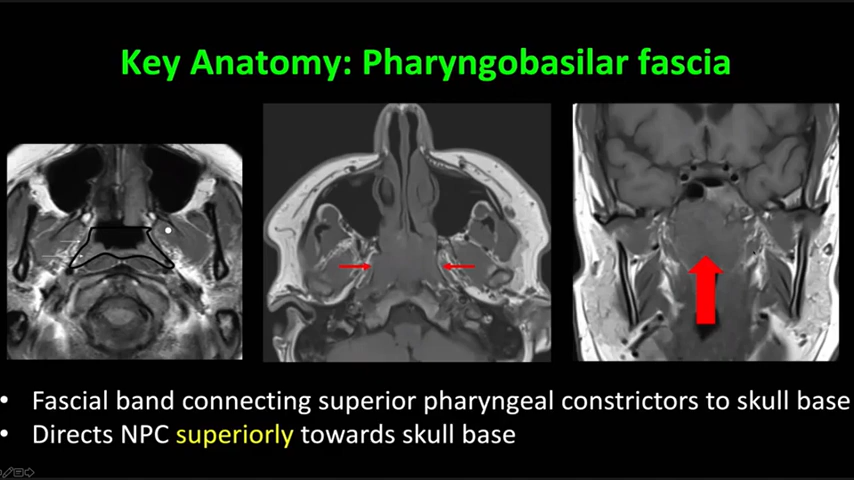 Key Anatomy: Pharyngobasilar fascia
• Fascial band connecting superior pharyngeal constrictors to skull base
• Directs NPC superiorly towards skull base